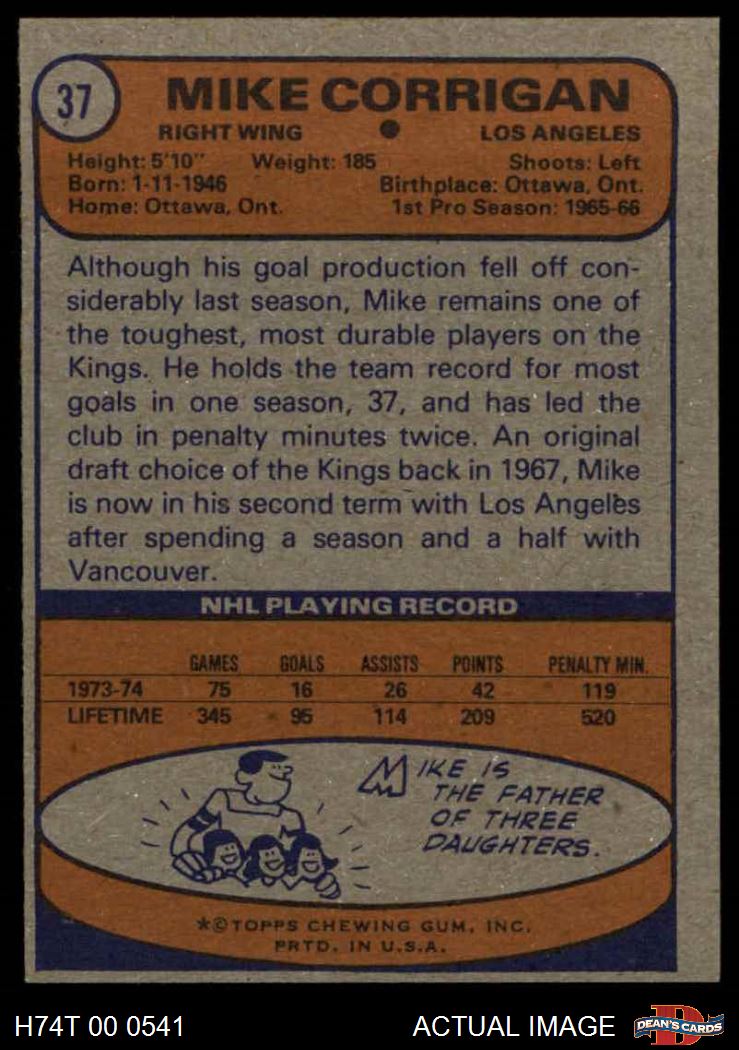 37
MIKE CORRIGAN
RIGHT WING ● LOS ANGELES
Height: 5'10" Weight: 185 Shoots: Left
Born: 1-11-1946 Birthplace: Ottawa, Ont.
Home: Ottawa, Ont. 1st Pro Season: 1965-66
Although his goal production fell off con-
siderably last season, Mike remains one of
the toughest, most durable players on the
Kings. He holds the team record for most
goals in one season, 37, and has led the
club in penalty minutes twice. An original
draft choice of the Kings back in 1967, Mike
is now in his second term with Los Angeles
after spending a season and a half with
Vancouver.
NHL PLAYING RECORD
GAMES GOALS ASSISTS POINTS PENALTY MIN.
1973-74 75 16 26 42 119
LIFETIME 345 95 114 209 520
MIKE IS
THE FATHER
OF THREE
DAUGHTERS.
*©TOPPS CHEWING GUM, INC.
PRTD. IN U.S.A.
H74T 00 0541 ACTUAL IMAGE D DEAN'S CARDS